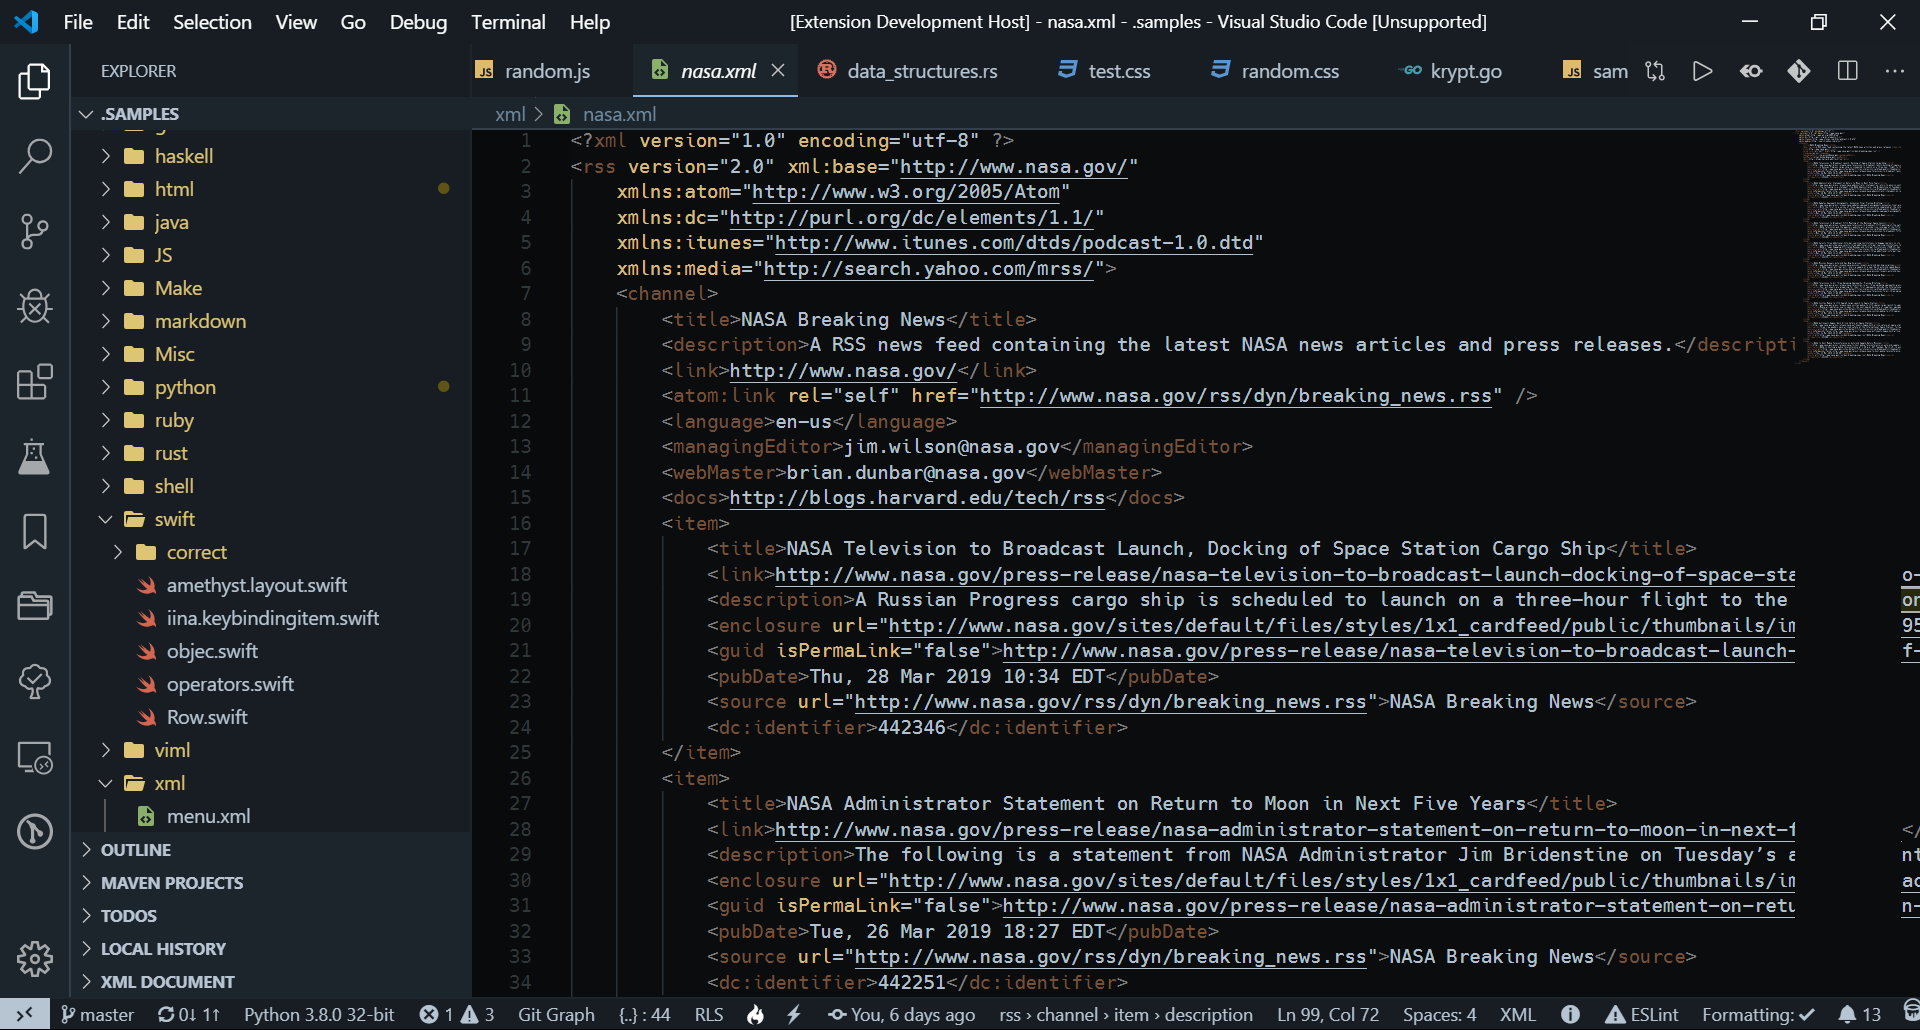 File Edit Selection View Go Debug Terminal Help [Extension Development Host] - nasa.xml - .samples - Visual Studio Code [Unsupported]
EXPLORER
JS random.js nasa.xml data_structures.rs test.css random.css GO krypt.go JS sam
.SAMPLES
xml > nasa.xml
haskell
html
java
JS
Make
markdown
Misc
python
ruby
rust
shell
swift
correct
amethyst.layout.swift
iina.keybindingitem.swift
objec.swift
operators.swift
Row.swift
viml
xml
menu.xml
OUTLINE
MAVEN PROJECTS
TODOS
LOCAL HISTORY
XML DOCUMENT
1 <?xml version="1.0" encoding="utf-8" ?>
2 <rss version="2.0" xml:base="http://www.nasa.gov/"
3 xmlns:atom="http://www.w3.org/2005/Atom"
4 xmlns:dc="http://purl.org/dc/elements/1.1/"
5 xmlns:itunes="http://www.itunes.com/dtds/podcast-1.0.dtd"
6 xmlns:media="http://search.yahoo.com/mrss/">
7 <channel>
8 <title>NASA Breaking News</title>
9 <description>A RSS news feed containing the latest NASA news articles and press releases.</descripti
10 <link>http://www.nasa.gov/</link>
11 <atom:link rel="self" href="http://www.nasa.gov/rss/dyn/breaking_news.rss" />
12 <language>en-us</language>
13 <managingEditor>jim.wilson@nasa.gov</managingEditor>
14 <webMaster>brian.dunbar@nasa.gov</webMaster>
15 <docs>http://blogs.harvard.edu/tech/rss</docs>
16 <item>
17 <title>NASA Television to Broadcast Launch, Docking of Space Station Cargo Ship</title>
18 <link>http://www.nasa.gov/press-release/nasa-television-to-broadcast-launch-docking-of-space-sta o-
19 <description>A Russian Progress cargo ship is scheduled to launch on a three-hour flight to the or
20 <enclosure url="http://www.nasa.gov/sites/default/files/styles/1x1_cardfeed/public/thumbnails/im 95
21 <guid isPermaLink="false">http://www.nasa.gov/press-release/nasa-television-to-broadcast-launch- f-
22 <pubDate>Thu, 28 Mar 2019 10:34 EDT</pubDate>
23 <source url="http://www.nasa.gov/rss/dyn/breaking_news.rss">NASA Breaking News</source>
24 <dc:identifier>442346</dc:identifier>
25 </item>
26 <item>
27 <title>NASA Administrator Statement on Return to Moon in Next Five Years</title>
28 <link>http://www.nasa.gov/press-release/nasa-administrator-statement-on-return-to-moon-in-next-f </
29 <description>The following is a statement from NASA Administrator Jim Bridenstine on Tuesday's a nt
30 <enclosure url="http://www.nasa.gov/sites/default/files/styles/1x1_cardfeed/public/thumbnails/im ac
31 <guid isPermaLink="false">http://www.nasa.gov/press-release/nasa-administrator-statement-on-retu n-
32 <pubDate>Tue, 26 Mar 2019 18:27 EDT</pubDate>
33 <source url="http://www.nasa.gov/rss/dyn/breaking_news.rss">NASA Breaking News</source>
34 <dc:identifier>442251</dc:identifier>
master 0↓ 1↑ Python 3.8.0 32-bit 1 3 Git Graph {..} : 44 RLS You, 6 days ago rss › channel › item › description Ln 99, Col 72 Spaces: 4 XML ESLint Formatting: ✓ 13